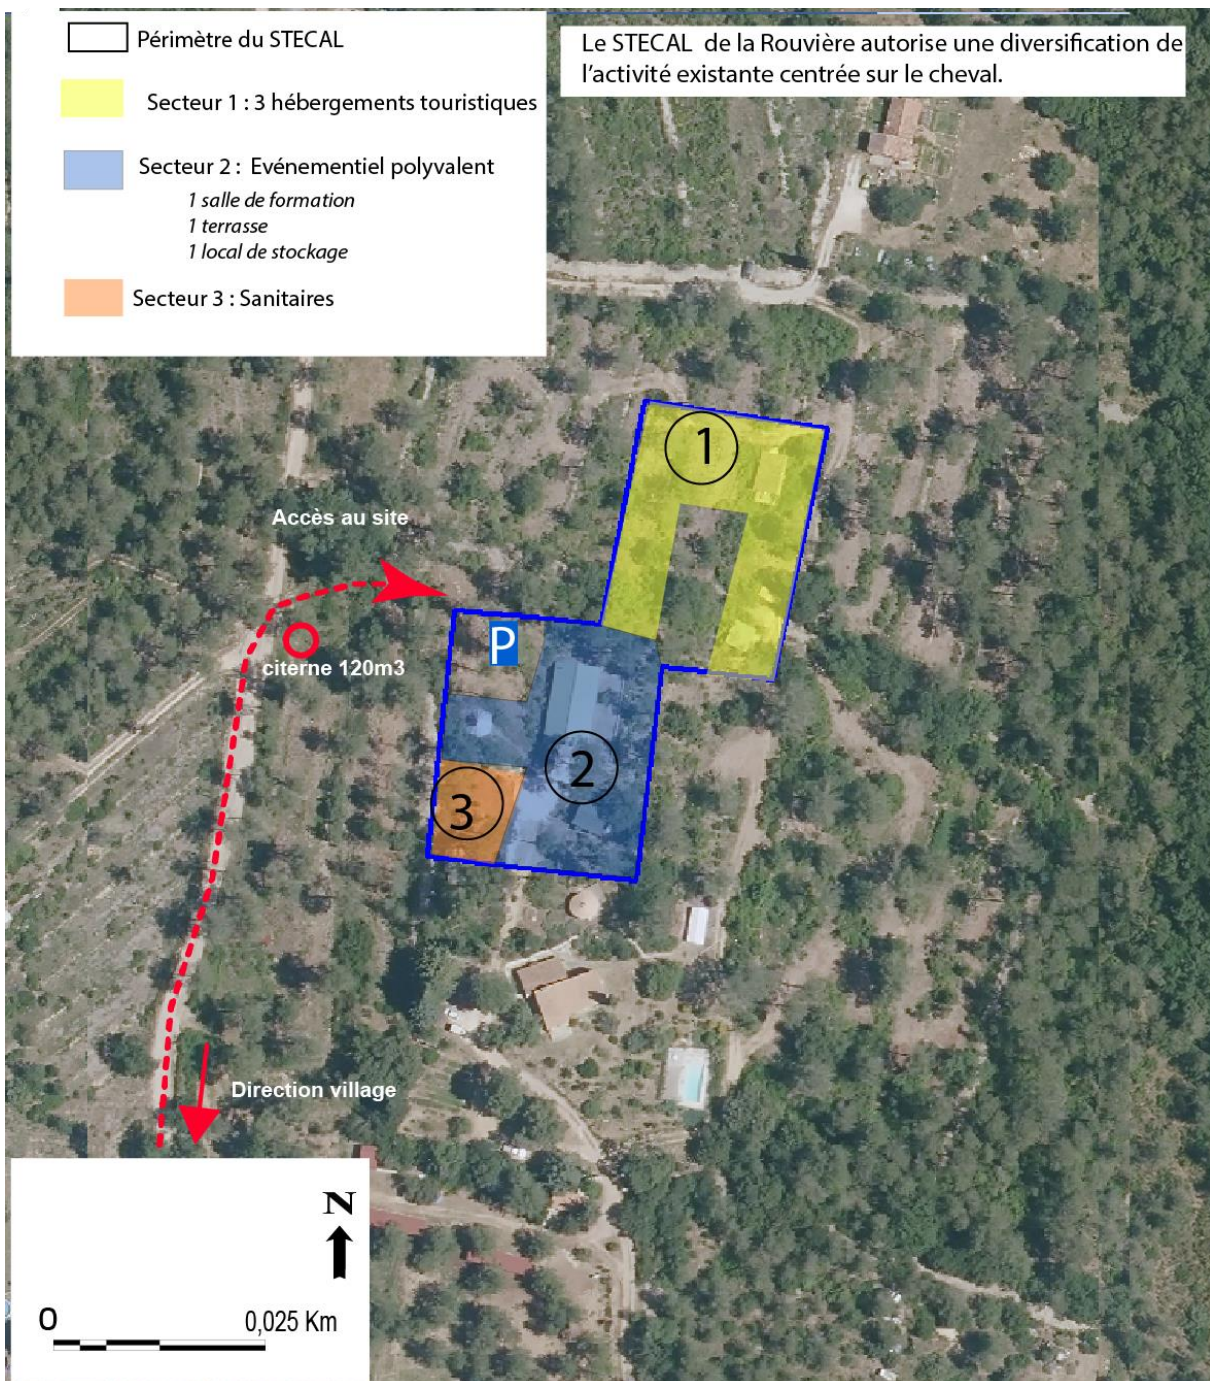 Périmètre du STECAL
Secteur 1 : 3 hébergements touristiques
Secteur 2 : Evénementiel polyvalent
1 salle de formation
1 terrasse
1 local de stockage
Secteur 3 : Sanitaires
Le STECAL de la Rouvière autorise une diversification de
l'activité existante centrée sur le cheval.
1
Accès au site
P
citerne 120m3
2
3
Direction village
N
0 0,025 Km